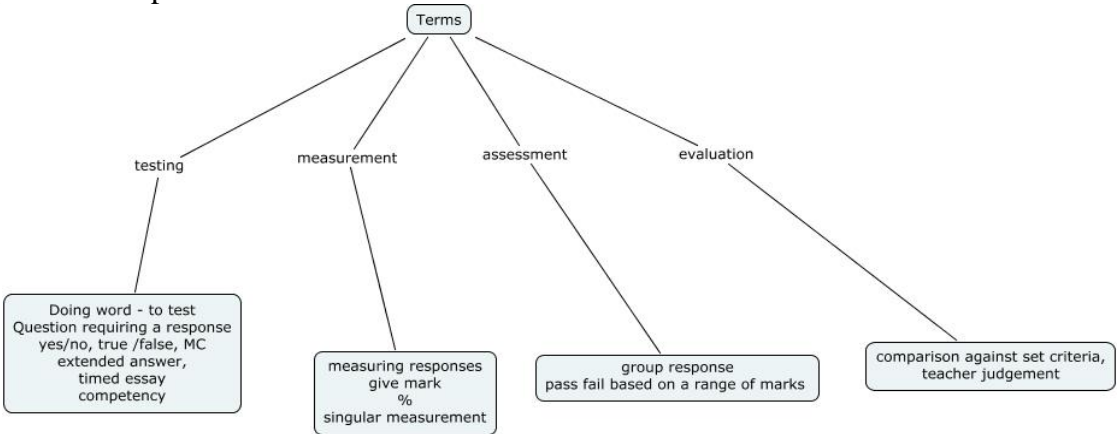 Terms
testing
measurement
assessment
evaluation
Doing word - to test
Question requiring a response
yes/no, true /false, MC
extended answer,
timed essay
competency
measuring responses
give mark
%
singular measurement
group response
pass fail based on a range of marks
comparison against set criteria,
teacher judgement